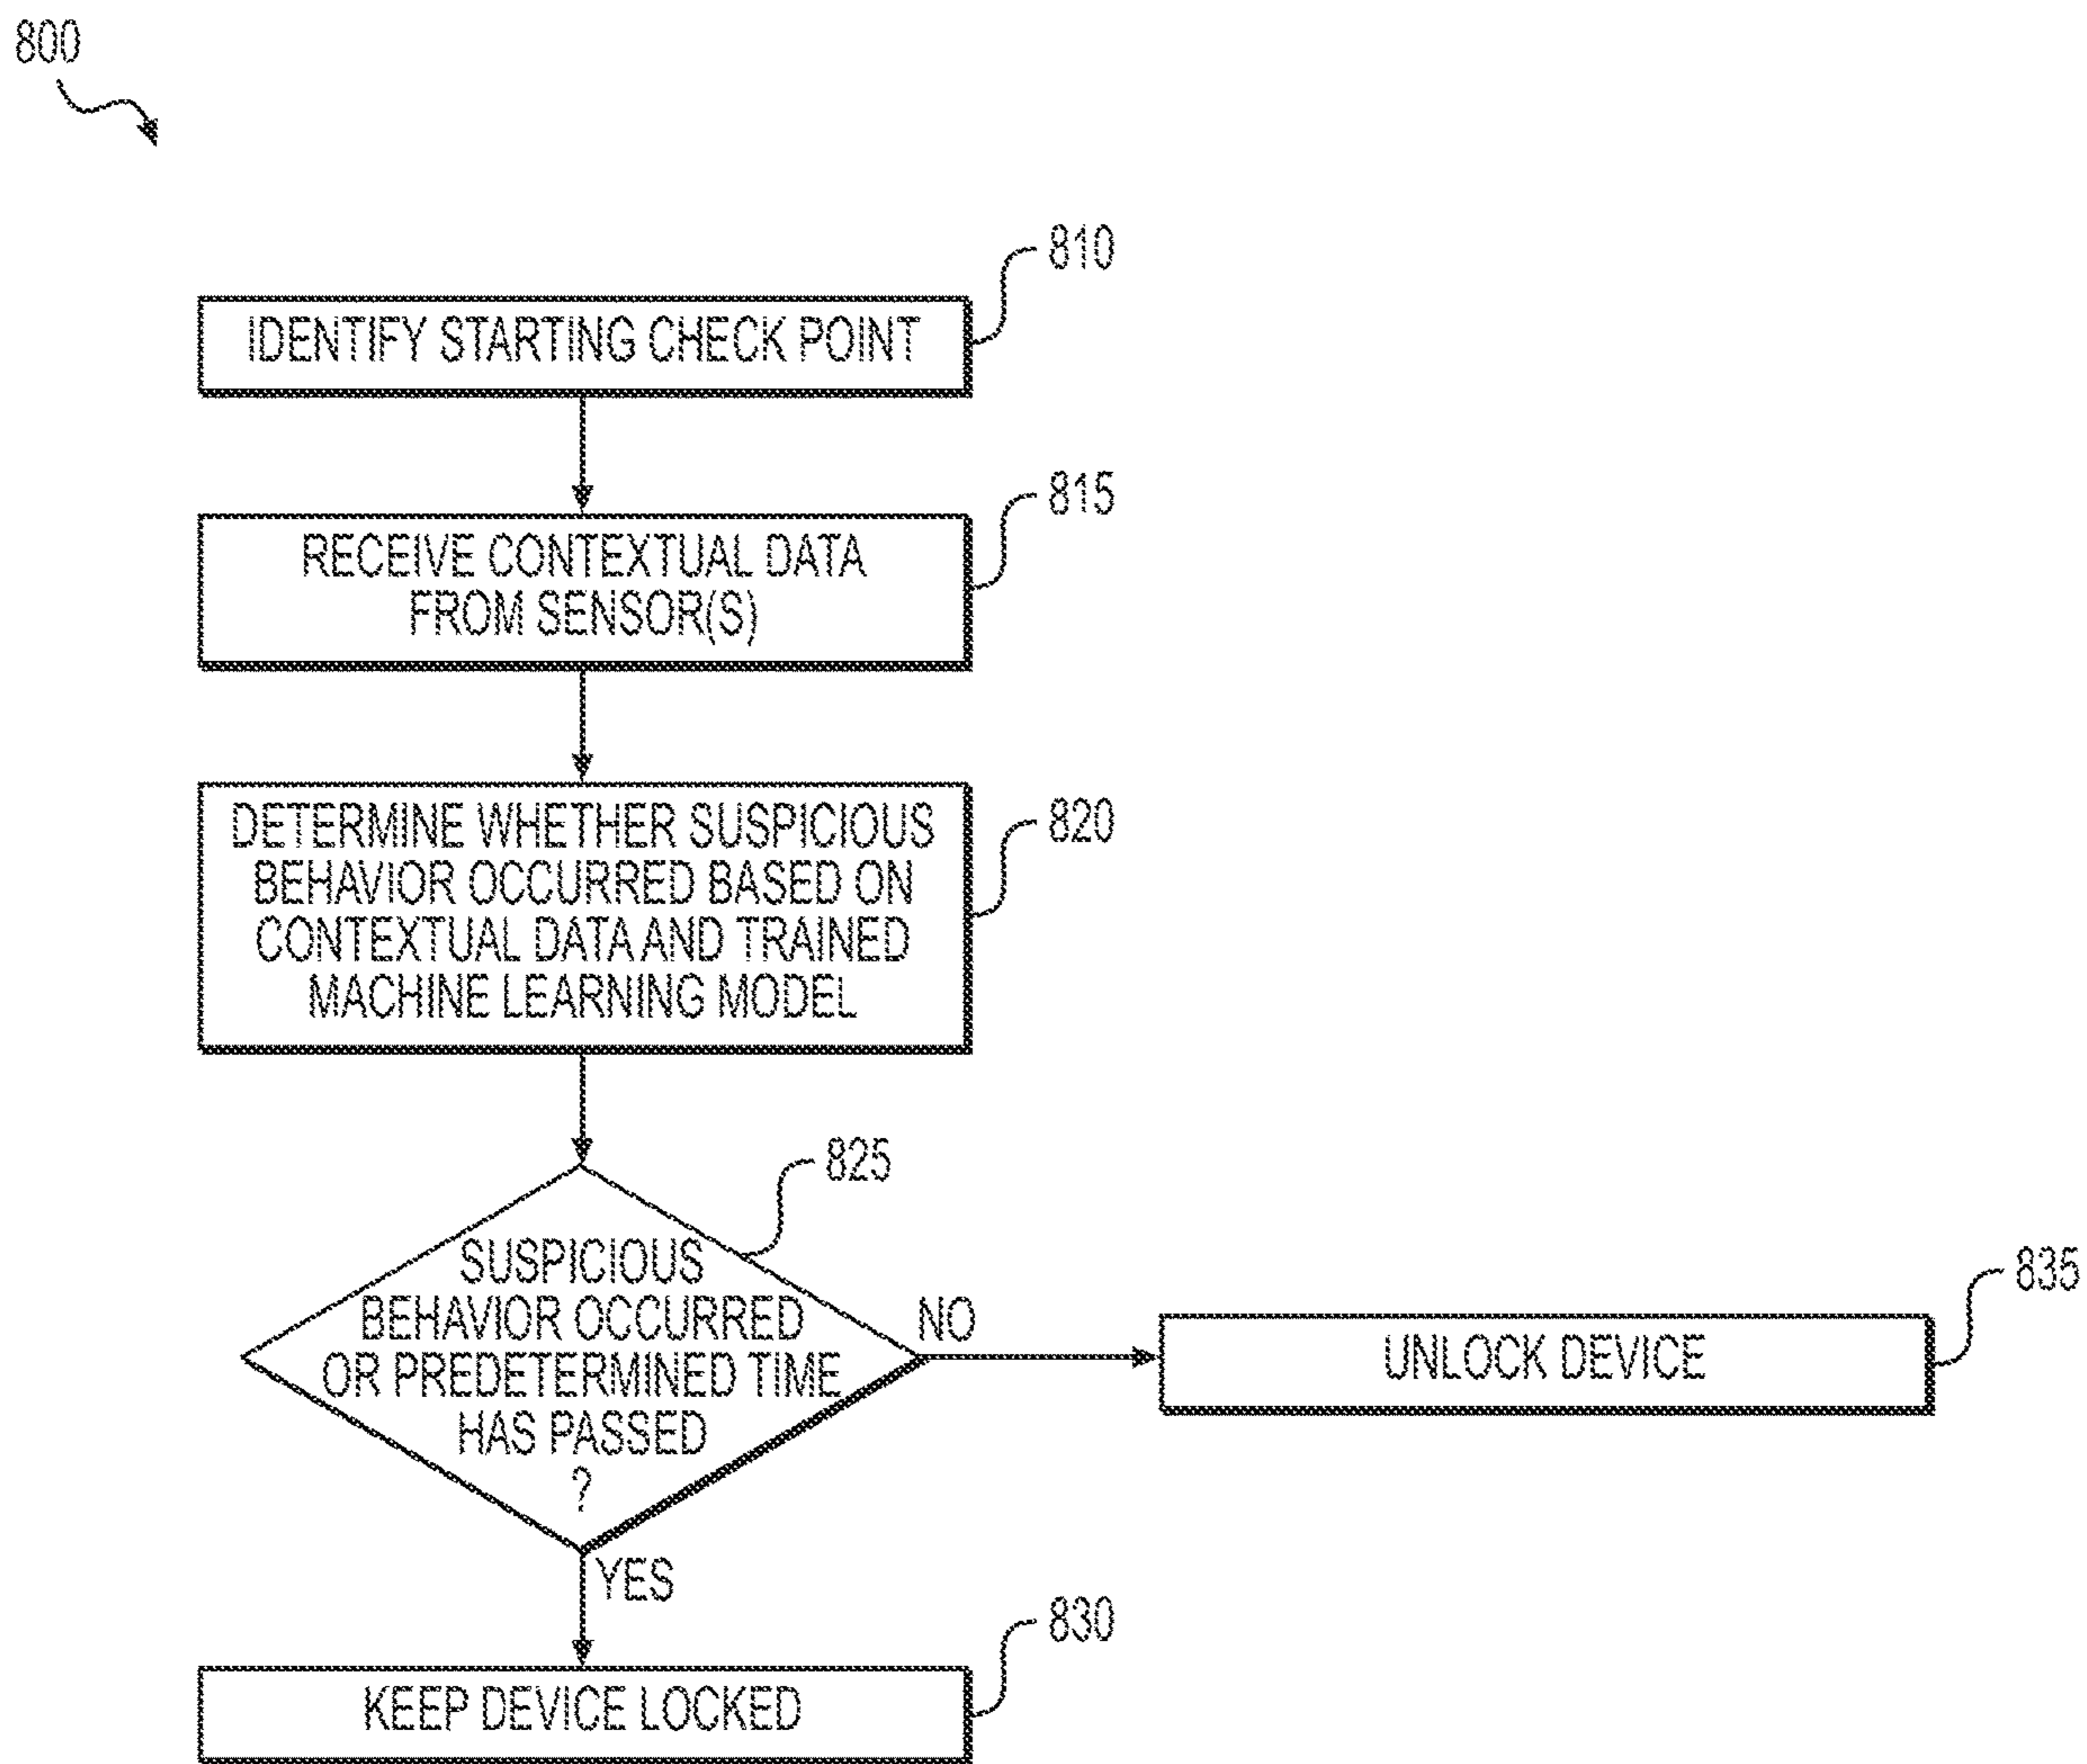 800
810
IDENTIFY STARTING CHECK POINT
815
RECEIVE CONTEXTUAL DATA
FROM SENSOR(S)
820
DETERMINE WHETHER SUSPICIOUS
BEHAVIOR OCCURRED BASED ON
CONTEXTUAL DATA AND TRAINED
MACHINE LEARNING MODEL
825
SUSPICIOUS
BEHAVIOR OCCURRED
OR PREDETERMINED TIME
HAS PASSED
?
NO
835
UNLOCK DEVICE
YES
830
KEEP DEVICE LOCKED